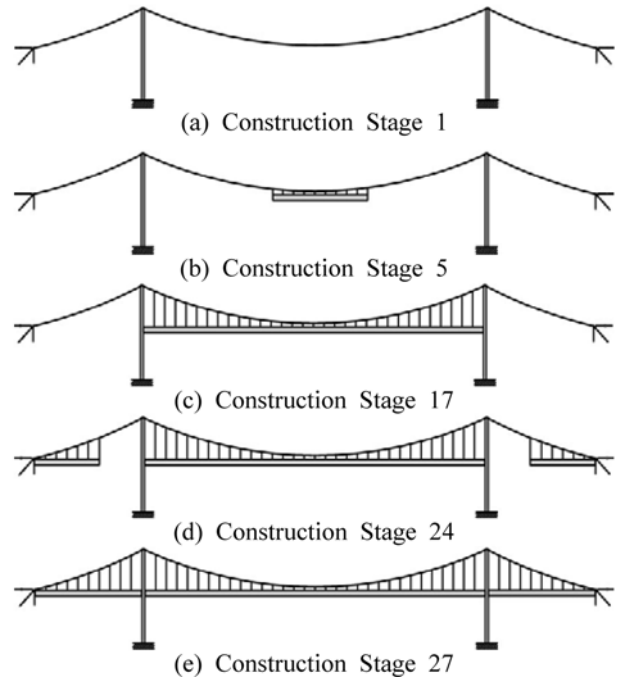 (a) Construction Stage 1
(b) Construction Stage 5
(c) Construction Stage 17
(d) Construction Stage 24
(e) Construction Stage 27